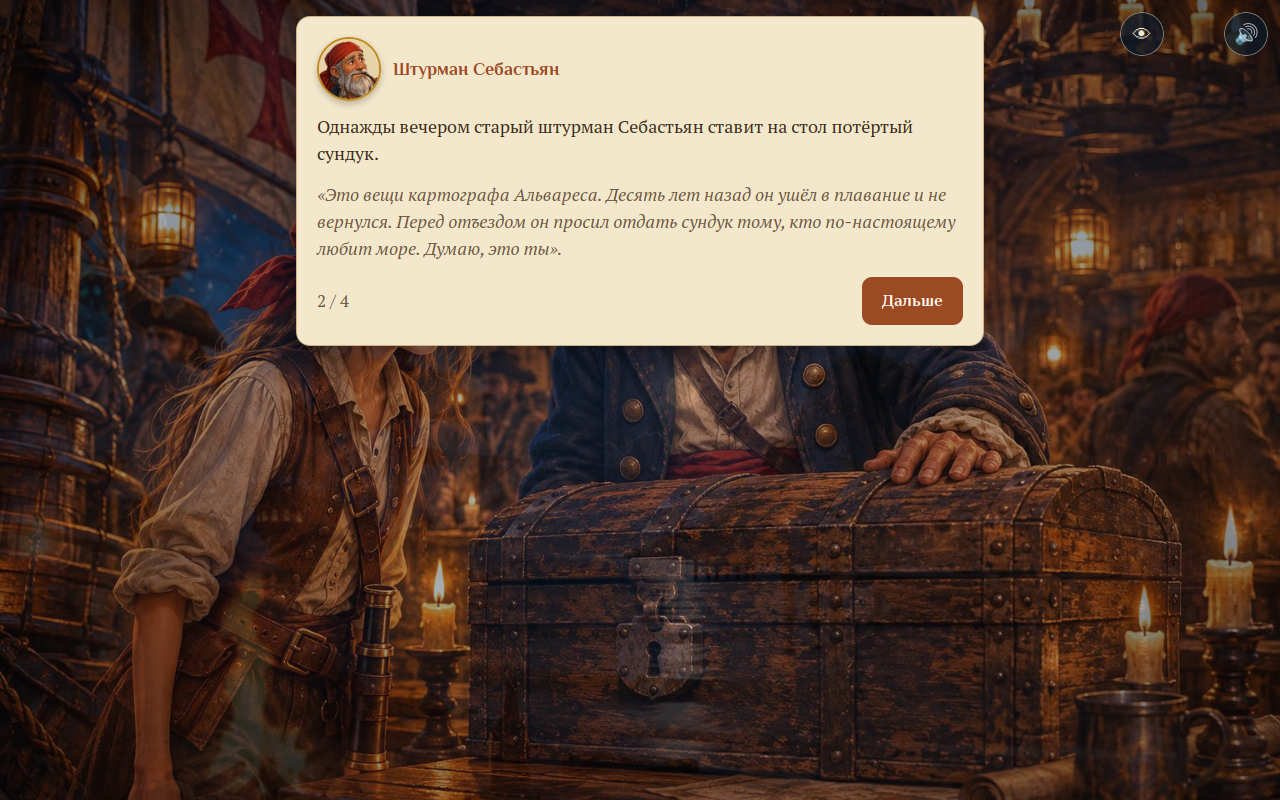 Штурман Себастьян
Однажды вечером старый штурман Себастьян ставит на стол потёртый
сундук.
«Это вещи картографа Альвареса. Десять лет назад он ушёл в плавание и не
вернулся. Перед отъездом он просил отдать сундук тому, кто по-настоящему
любит море. Думаю, это ты».
2 / 4
Дальше